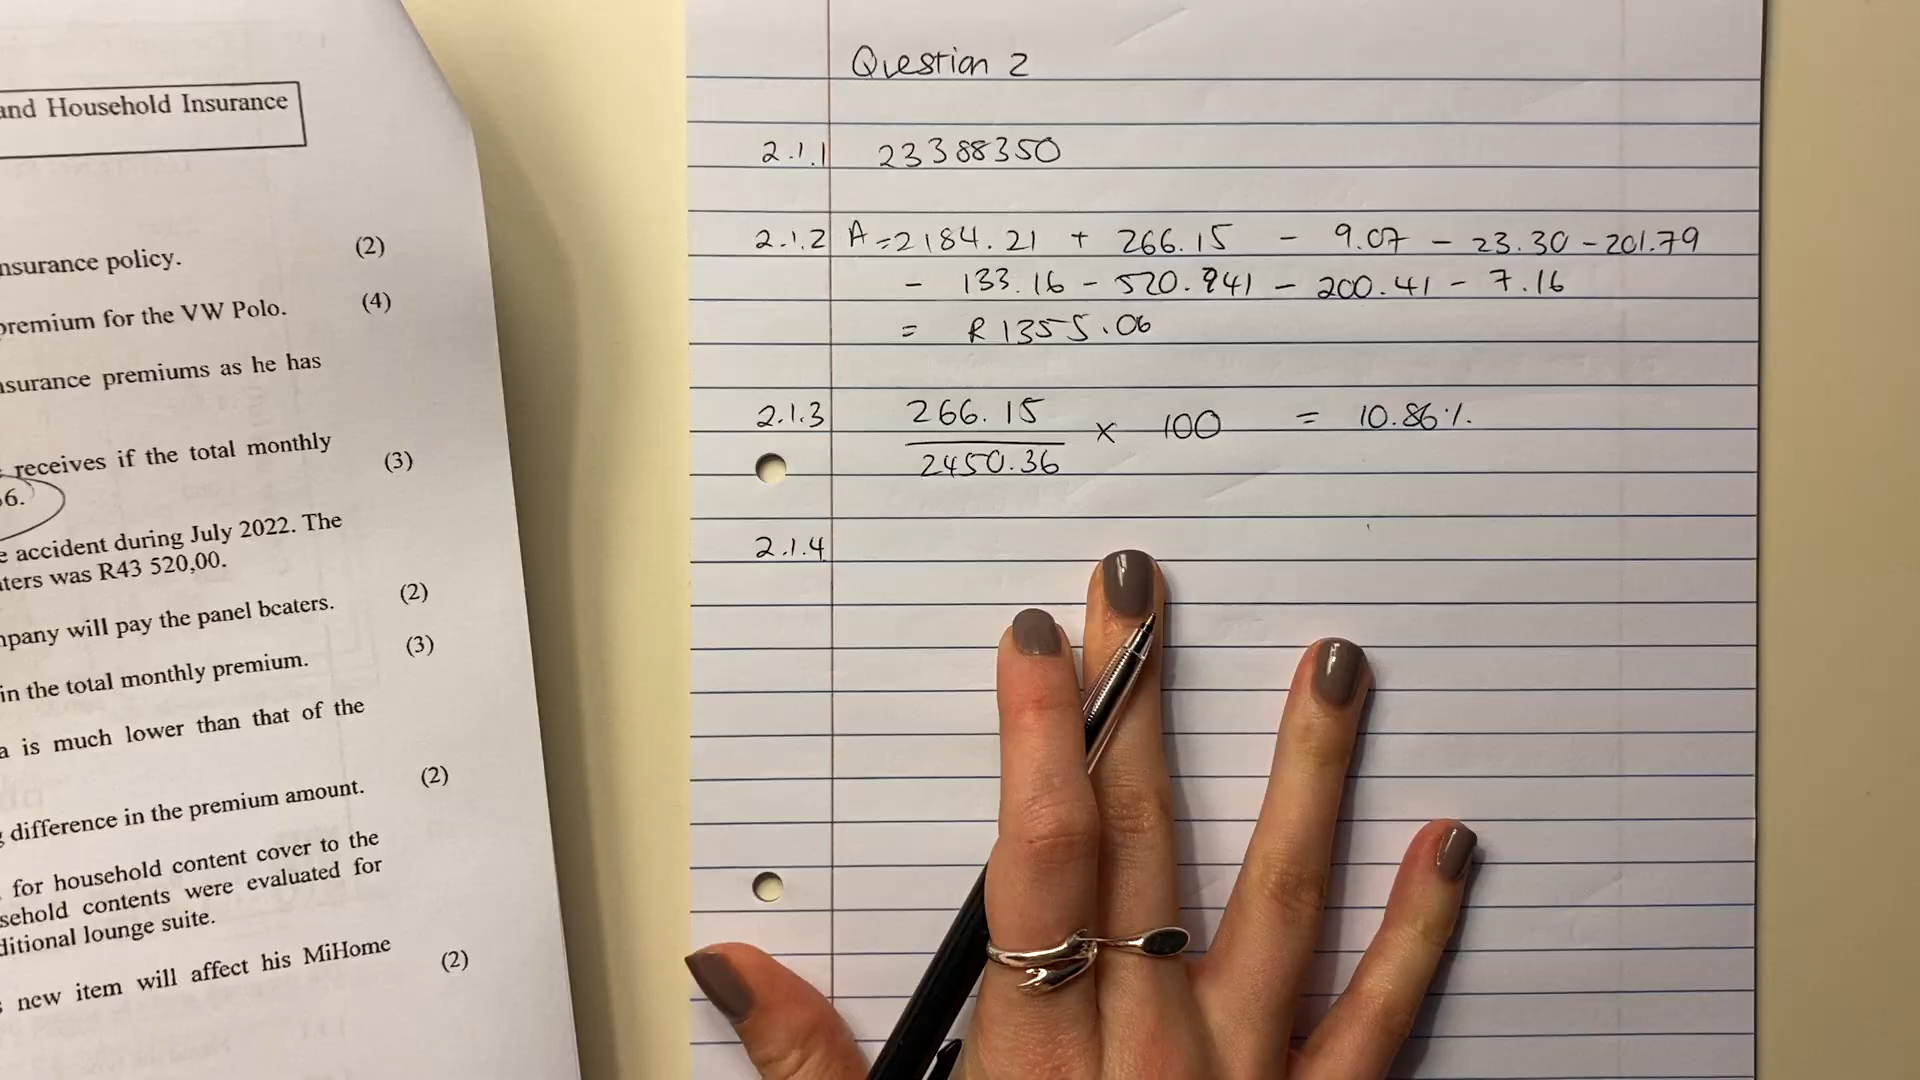 and Household Insurance
nsurance policy. (2)
premium for the VW Polo. (4)
nsurance premiums as he has
receives if the total monthly
6. (3)
e accident during July 2022. The
ters was R43 520,00.
mpany will pay the panel beaters. (2)
in the total monthly premium. (3)
a is much lower than that of the
g difference in the premium amount. (2)
for household content cover to the
sehold contents were evaluated for
ditional lounge suite.
s new item will affect his MiHome (2)
Question 2
2.1.1 23388350
2.1.2 A = 2184.21 + 266.15 - 9.07 - 23.30 - 201.79
- 133.16 - 520.241 - 200.41 - 7.16
= R1355.06
2.1.3 266.15 × 100 = 10.86%
2450.36
2.1.4